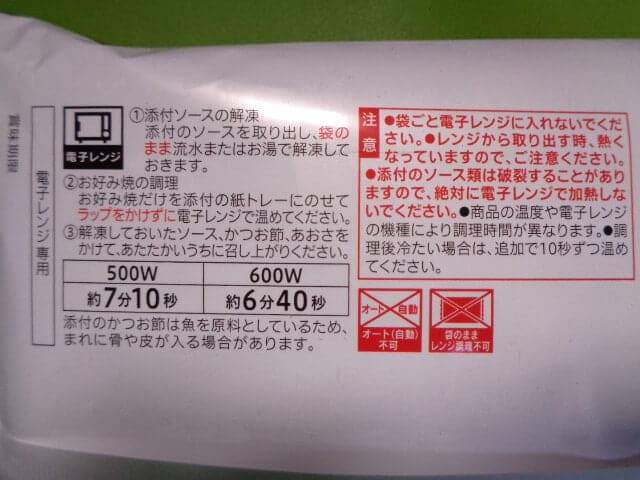 賞味期限
電子レンジ専用
電子レンジ
①添付ソースの解凍
添付のソースを取り出し、袋の
まま流水またはお湯で解凍して
おきます。
②お好み焼の調理
お好み焼だけを添付の紙トレーにのせて
ラップをかけずに電子レンジで温めてください。
③解凍しておいたソース、かつお節、あおさを
かけて、あたたかいうちに召し上がりください。
500W 600W
約7分10秒 約6分40秒
添付のかつお節は魚を原料としているため、
まれに骨や皮が入る場合があります。
注意
●袋ごと電子レンジに入れないでくだ
さい。●レンジから取り出す時、熱く
なっていますので、ご注意ください。
●添付のソース類は破裂することがあり
ますので、絶対に電子レンジで加熱しな
いでください。●商品の温度や電子レンジ
の機種により調理時間が異なります。●調
理後冷たい場合は、追加で10秒ずつ温め
てください。
オート 自動
オート(自動)
不可
袋のまま
レンジ調理不可